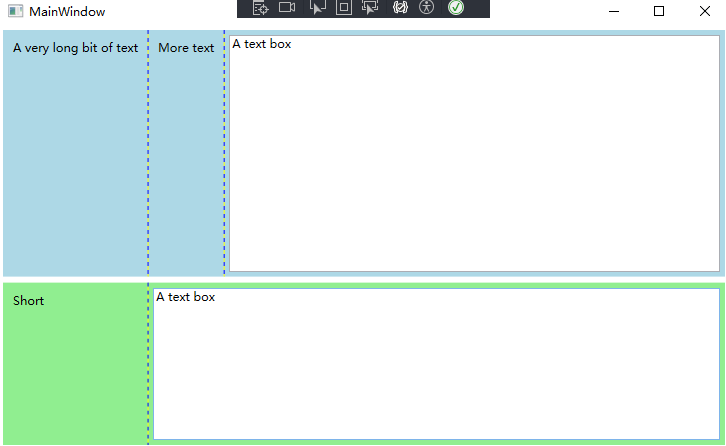 MainWindow
A very long bit of text
More text
A text box
Short
A text box